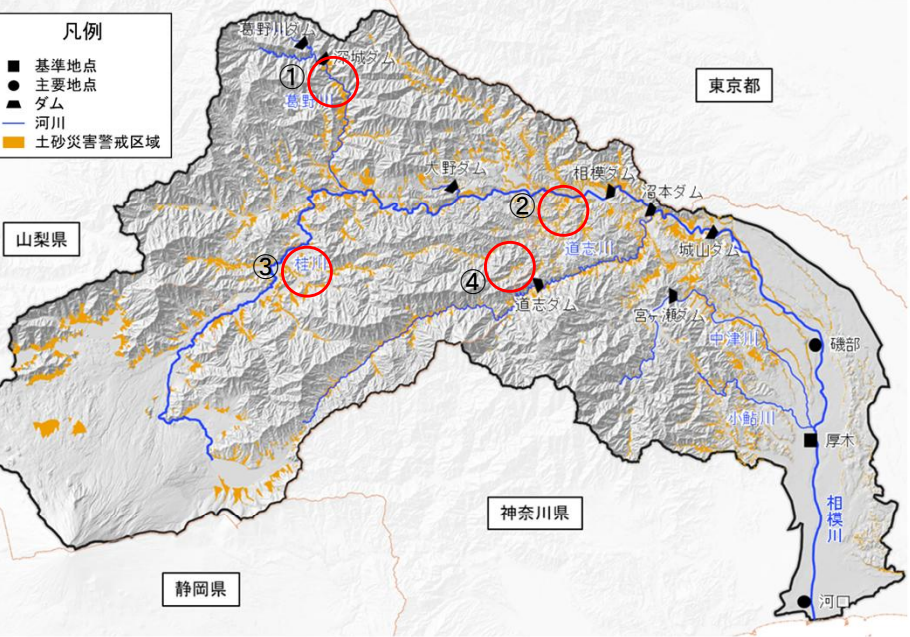 凡例
基準地点
主要地点
ダム
河川
土砂災害警戒区域
葛野川ダム
深城ダム
①
葛野川
東京都
大野ダム
相模ダム
沼本ダム
②
山梨県
道志川
城山ダム
③
桂川
④
道志ダム
宮ヶ瀬ダム
中津川
磯部
小鮎川
厚木
神奈川県
相模川
静岡県
河口